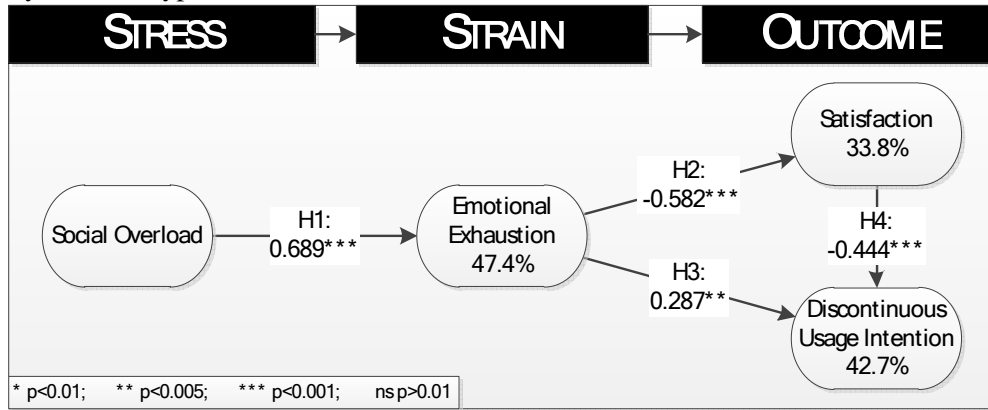 STRESS
STRAIN
OUTCOME
Social Overload
H1:
0.689***
Emotional
Exhaustion
47.4%
H2:
-0.582***
H3:
0.287**
Satisfaction
33.8%
H4:
-0.444***
Discontinuous
Usage Intention
42.7%
* p<0.01; ** p<0.005; *** p<0.001; ns p>0.01